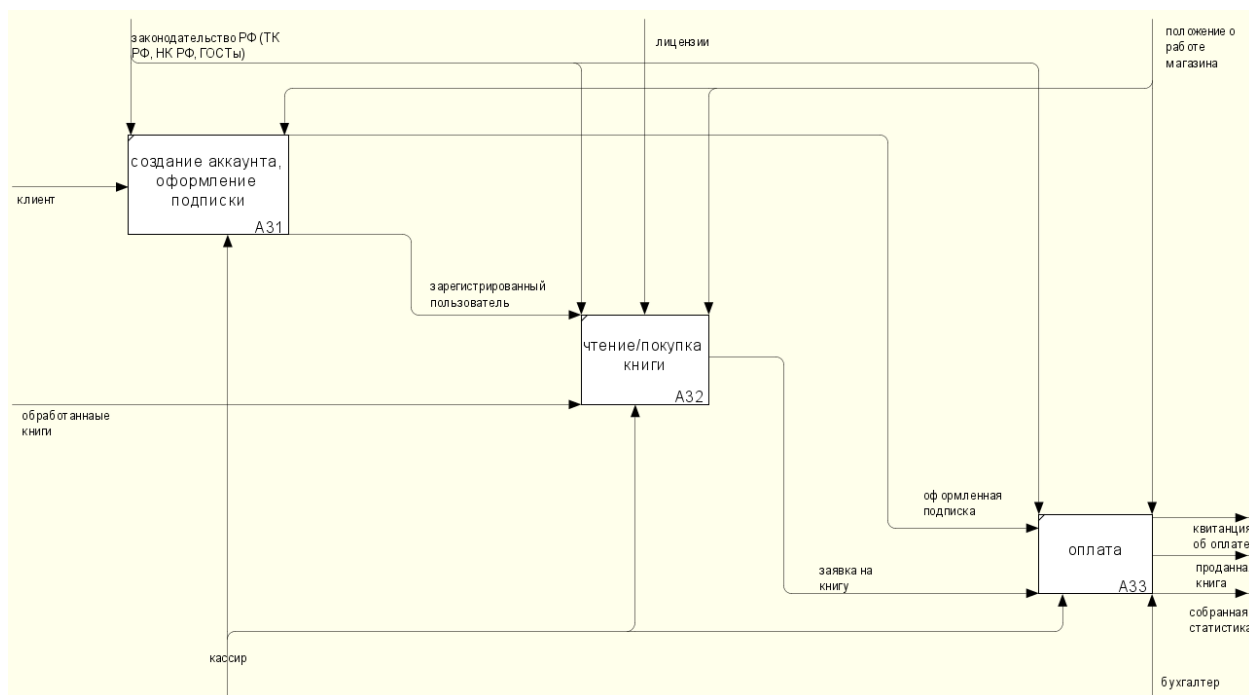 законодательство РФ (ТК
РФ, НК РФ, ГОСТы)
лицензии
положение о
работе
магазина
создание аккаунта,
оформление
подписки
А31
клиент
зарегистрированный
пользователь
чтение/покупка
книги
А32
обработаннаые
книги
оформленная
подписка
заявка на
книгу
оплата
А33
квитанция
об оплате
проданная
книга
собранная
статистика
кассир
бухгалтер